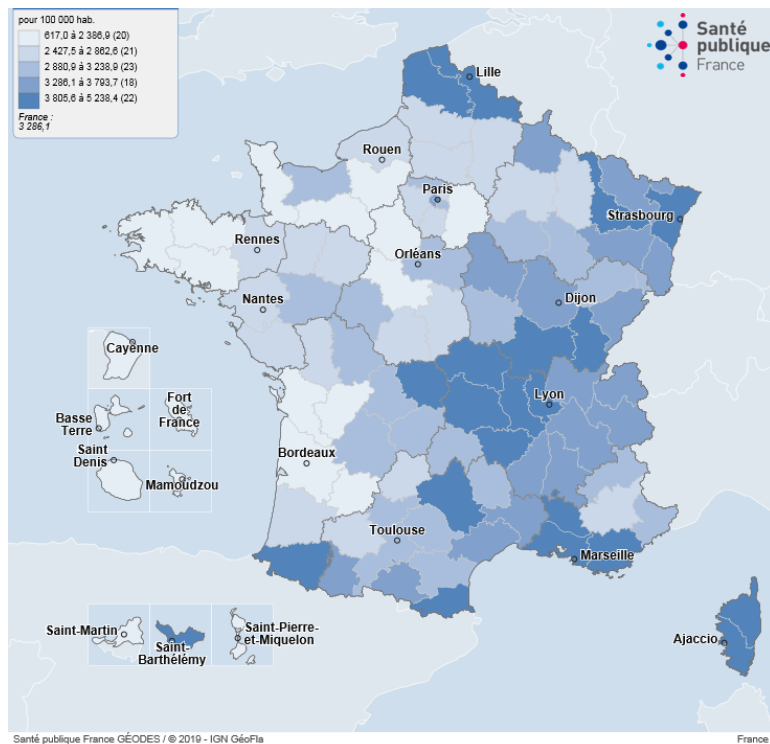 pour 100 000 hab.
617,0 à 2 386,9 (20)
2 427,5 à 2 862,6 (21)
2 880,9 à 3 238,9 (23)
3 286,1 à 3 793,7 (18)
3 805,6 à 5 238,4 (22)
France :
3 286,1
Santé
publique
France
Lille
Rouen
Paris
Strasbourg
Rennes
Orléans
Nantes
Dijon
Cayenne
Lyon
Basse
Terre
Fort
de
France
Saint
Denis
Bordeaux
Mamoudzou
Toulouse
Marseille
Saint-Martin
Saint-
Barthélémy
Saint-Pierre-
et-Miquelon
Ajaccio
Santé publique France GÉODES / © 2019 - IGN GéoFla
France